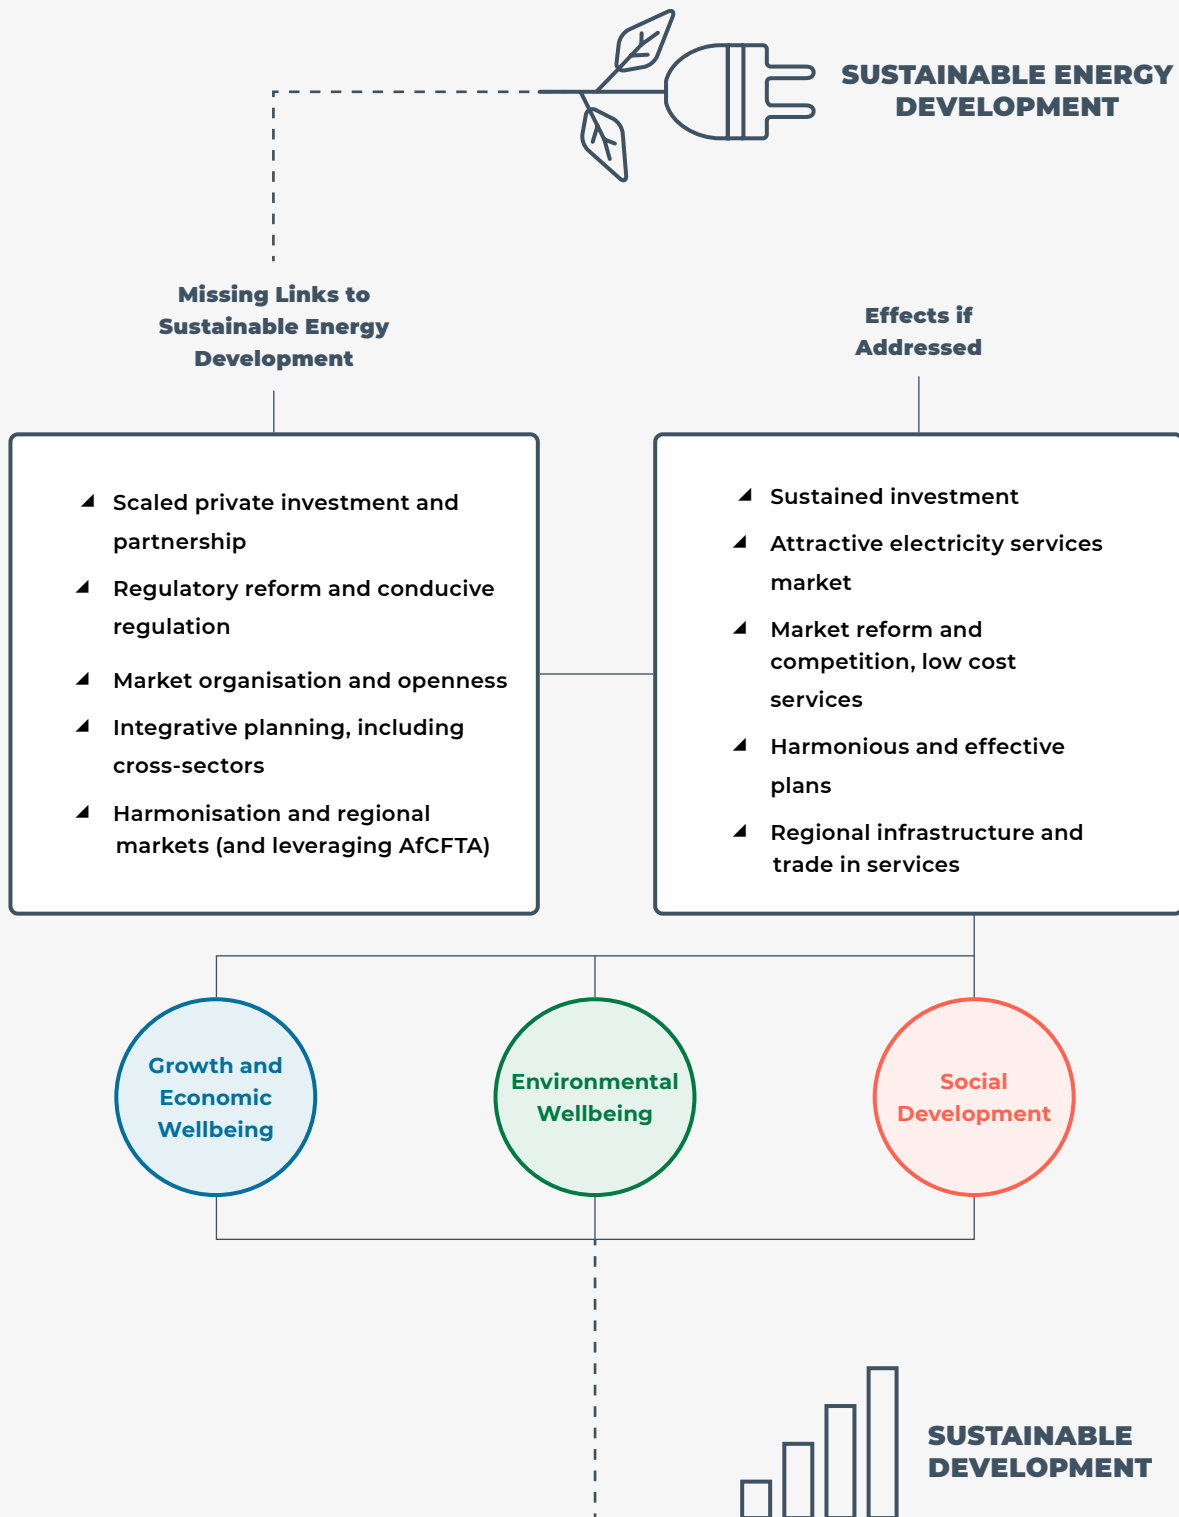 SUSTAINABLE ENERGY
DEVELOPMENT
Missing Links to
Sustainable Energy
Development
Scaled private investment and
partnership
Regulatory reform and conducive
regulation
Market organisation and openness
Integrative planning, including
cross-sectors
Harmonisation and regional
markets (and leveraging AfCFTA)
Effects if
Addressed
Sustained investment
Attractive electricity services
market
Market reform and
competition, low cost
services
Harmonious and effective
plans
Regional infrastructure and
trade in services
Growth and
Economic
Wellbeing
Environmental
Wellbeing
Social
Development
SUSTAINABLE
DEVELOPMENT